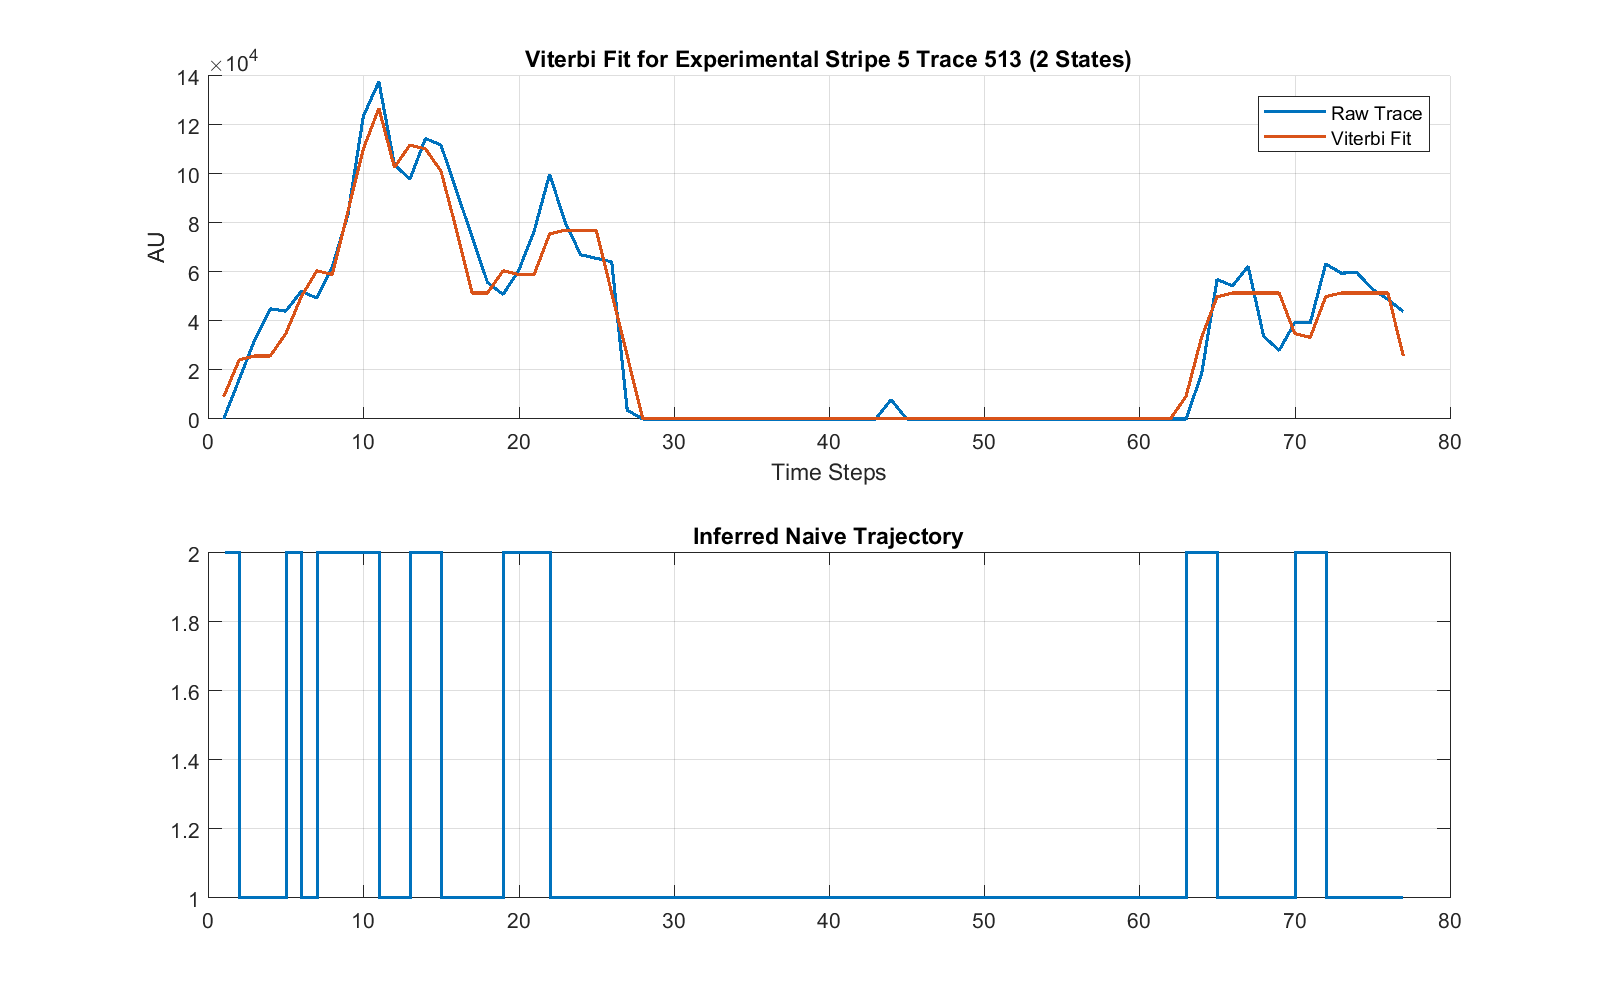 Viterbi Fit for Experimental Stripe 5 Trace 513 (2 States)
×10⁴
14
12
10
8
6
4
2
0
AU
Raw Trace
Viterbi Fit
0 10 20 30 40 50 60 70 80
Time Steps
Inferred Naive Trajectory
2
1.8
1.6
1.4
1.2
1
0 10 20 30 40 50 60 70 80